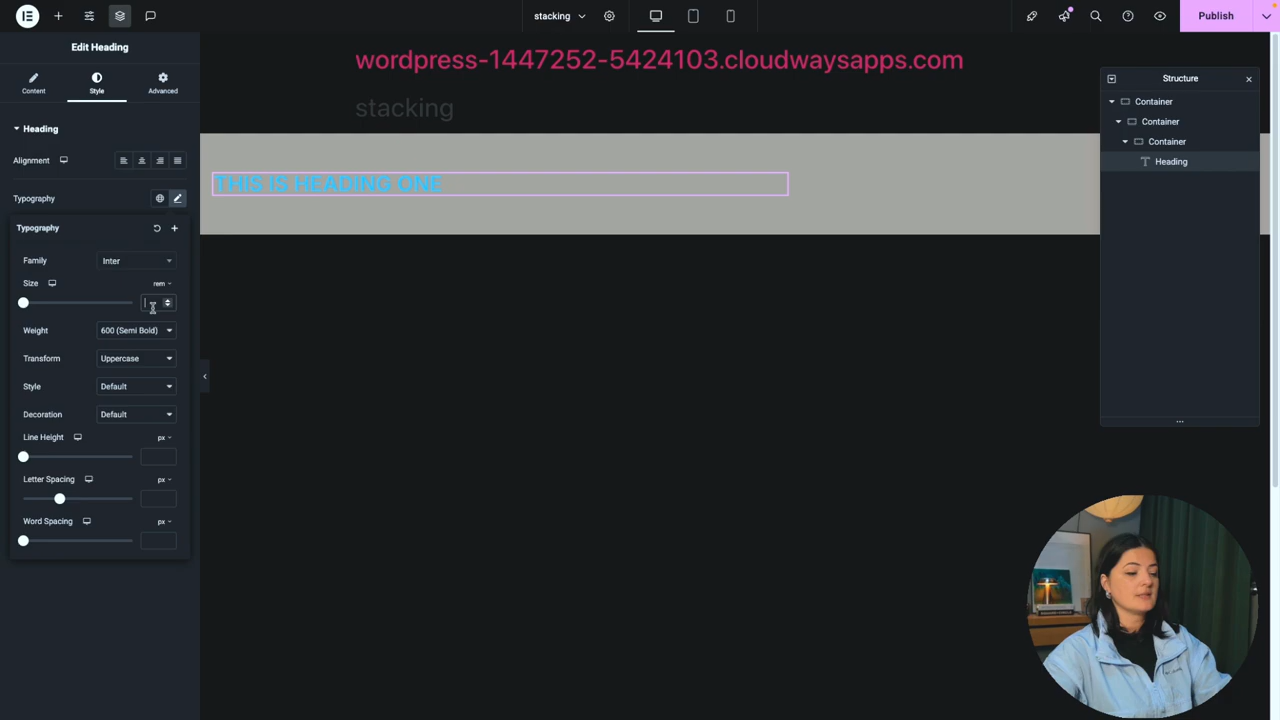 stacking
Publish
Edit Heading
Content
Style
Advanced
Heading
Alignment
Typography
Typography
Family
Inter
Size
rem
Weight
600 (Semi Bold)
Transform
Uppercase
Style
Default
Decoration
Default
Line Height
px
Letter Spacing
px
Word Spacing
px
wordpress-1447252-5424103.cloudwaysapps.com
stacking
THIS IS HEADING ONE
Structure
Container
Container
Container
Heading